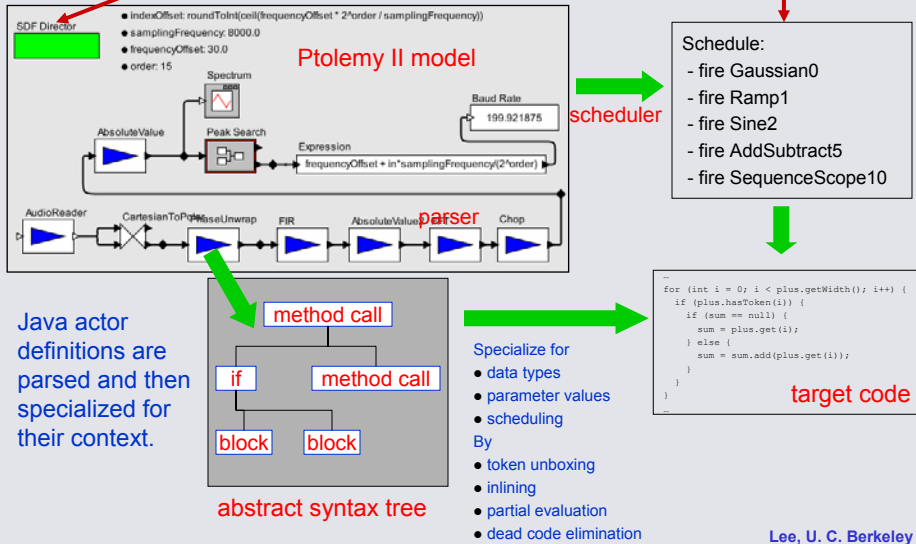 SDF Director
● indexOffset: roundToInt(ceil(frequencyOffset * 2^order / samplingFrequency))
● samplingFrequency: 8000.0
● frequencyOffset: 30.0
● order: 15
Ptolemy II model
Spectrum
Baud Rate
199.921875
AbsoluteValue
Peak Search
Expression
frequencyOffset + in*samplingFrequency/(2^order)
AudioReader
CartesianToPolar
PhaseUnwrap
FIR
AbsoluteValue2
parser
Chop
scheduler
Schedule:
- fire Gaussian0
- fire Ramp1
- fire Sine2
- fire AddSubtract5
- fire SequenceScope10
Java actor
definitions are
parsed and then
specialized for
their context.
method call
if
method call
block
block
abstract syntax tree
Specialize for
● data types
● parameter values
● scheduling
By
● token unboxing
● inlining
● partial evaluation
● dead code elimination
…
for (int i = 0; i < plus.getWidth(); i++) {
if (plus.hasToken(i)) {
if (sum == null) {
sum = plus.get(i);
} else {
sum = sum.add(plus.get(i));
}
}
}
…
target code
Lee, U. C. Berkeley